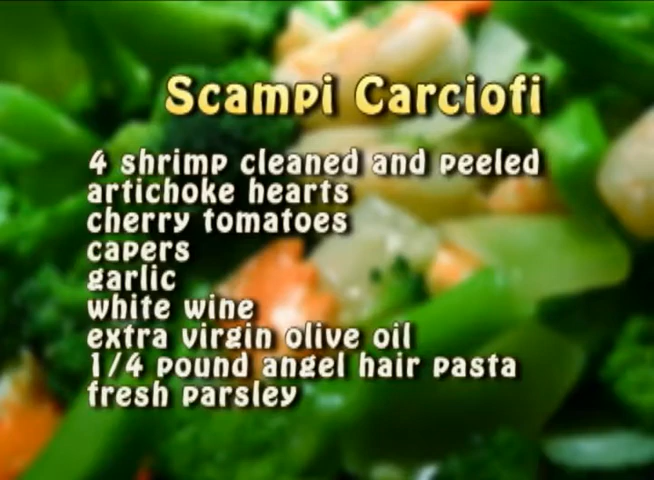 Scampi Carciofi
4 shrimp cleaned and peeled
artichoke hearts
cherry tomatoes
capers
garlic
white wine
extra virgin olive oil
1/4 pound angel hair pasta
fresh parsley